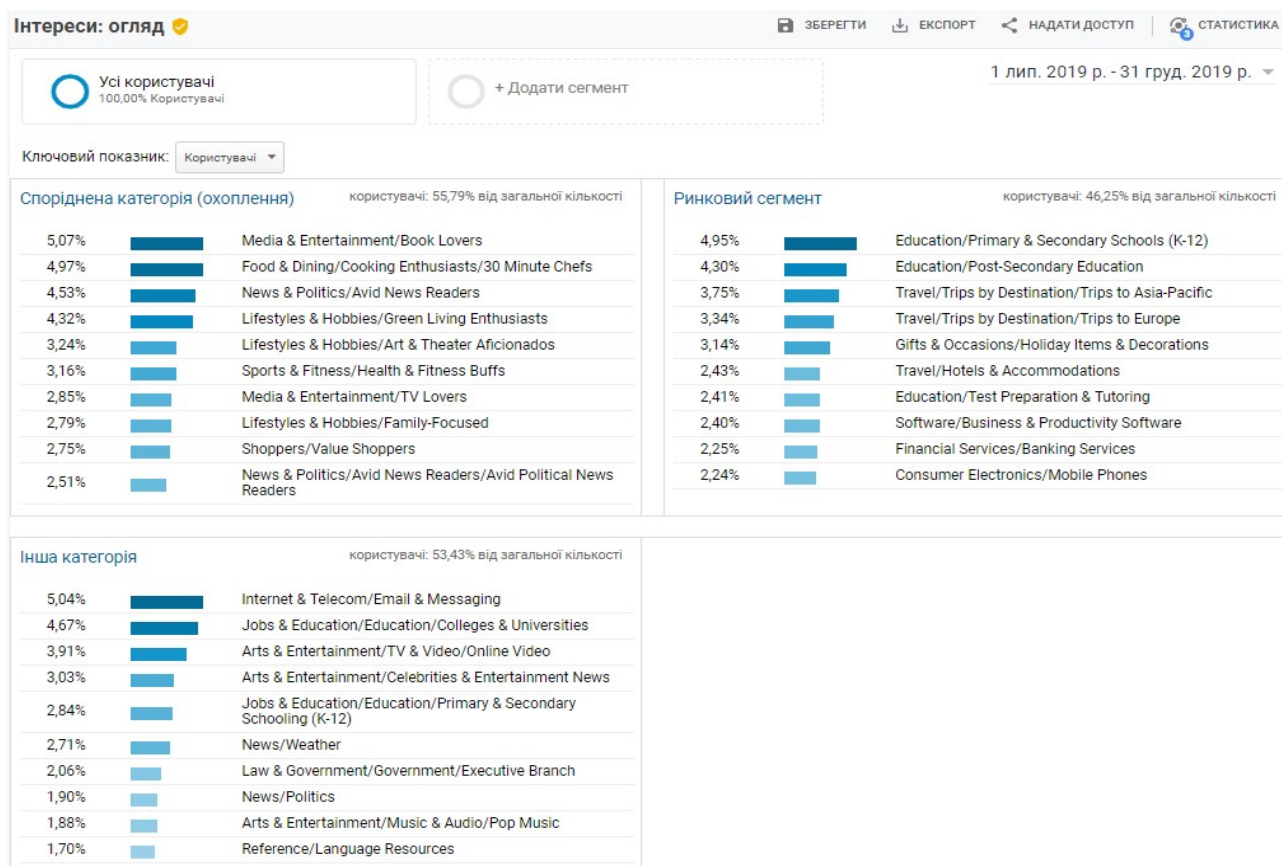 Інтереси: огляд
ЗБЕРЕГТИ
ЕКСПОРТ
НАДАТИ ДОСТУП
3
СТАТИСТИКА
Усі користувачі
100,00% Користувачі
+ Додати сегмент
1 лип. 2019 р. - 31 груд. 2019 р.
Ключовий показник: Користувачі
Споріднена категорія (охоплення) користувачі: 55,79% від загальної кількості
5,07% Media & Entertainment/Book Lovers
4,97% Food & Dining/Cooking Enthusiasts/30 Minute Chefs
4,53% News & Politics/Avid News Readers
4,32% Lifestyles & Hobbies/Green Living Enthusiasts
3,24% Lifestyles & Hobbies/Art & Theater Aficionados
3,16% Sports & Fitness/Health & Fitness Buffs
2,85% Media & Entertainment/TV Lovers
2,79% Lifestyles & Hobbies/Family-Focused
2,75% Shoppers/Value Shoppers
2,51% News & Politics/Avid News Readers/Avid Political News
Readers
Ринковий сегмент користувачі: 46,25% від загальної кількості
4,95% Education/Primary & Secondary Schools (K-12)
4,30% Education/Post-Secondary Education
3,75% Travel/Trips by Destination/Trips to Asia-Pacific
3,34% Travel/Trips by Destination/Trips to Europe
3,14% Gifts & Occasions/Holiday Items & Decorations
2,43% Travel/Hotels & Accommodations
2,41% Education/Test Preparation & Tutoring
2,40% Software/Business & Productivity Software
2,25% Financial Services/Banking Services
2,24% Consumer Electronics/Mobile Phones
Інша категорія користувачі: 53,43% від загальної кількості
5,04% Internet & Telecom/Email & Messaging
4,67% Jobs & Education/Education/Colleges & Universities
3,91% Arts & Entertainment/TV & Video/Online Video
3,03% Arts & Entertainment/Celebrities & Entertainment News
2,84% Jobs & Education/Education/Primary & Secondary
Schooling (K-12)
2,71% News/Weather
2,06% Law & Government/Government/Executive Branch
1,90% News/Politics
1,88% Arts & Entertainment/Music & Audio/Pop Music
1,70% Reference/Language Resources